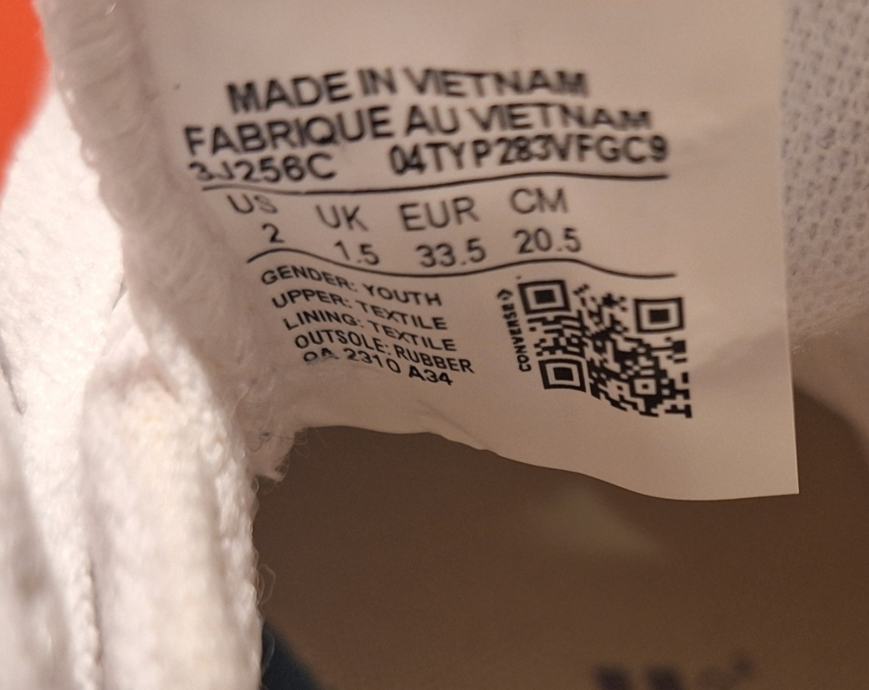 MADE IN VIETNAM
FABRIQUE AU VIETNAM
3J256C 04TYP283VFGC9
US UK EUR CM
2 1.5 33.5 20.5
GENDER: YOUTH
UPPER: TEXTILE
LINING: TEXTILE
OUTSOLE: RUBBER
0A 2310 A34
CONVERSE